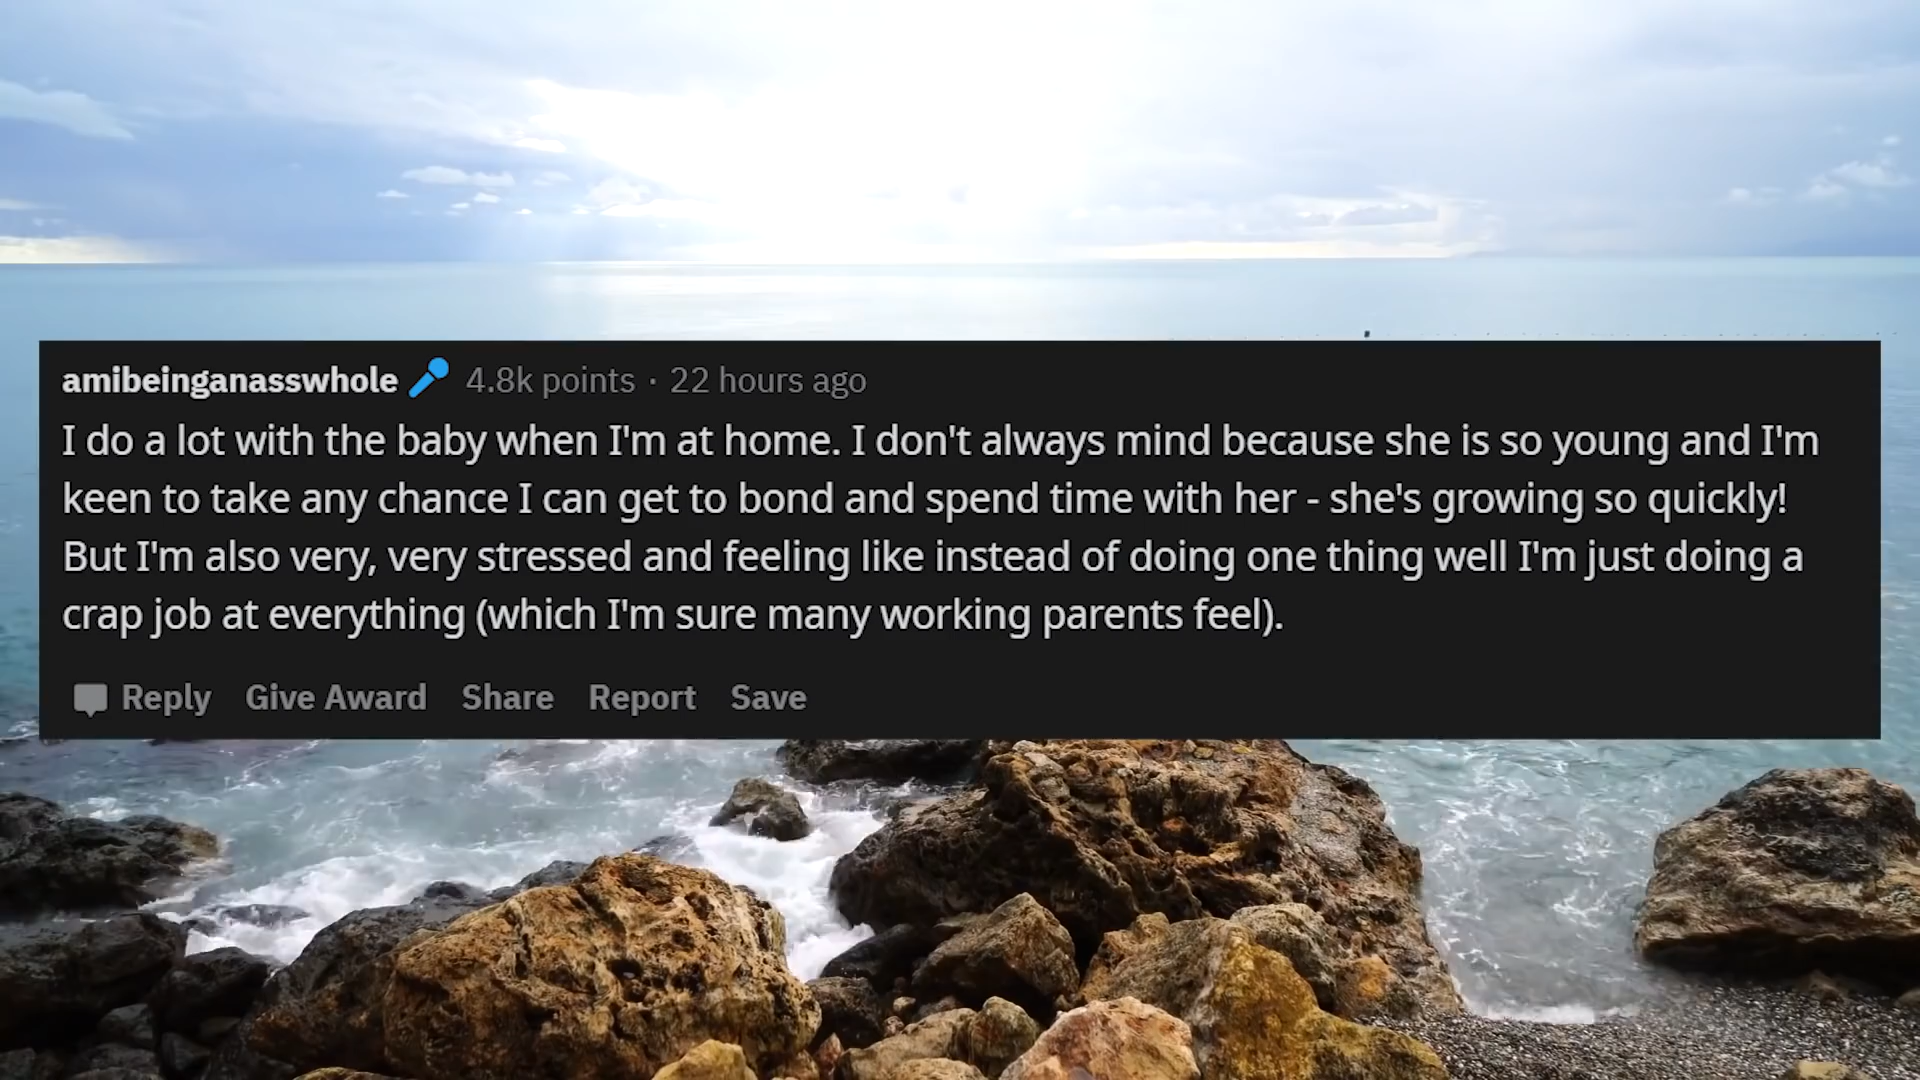 amibeinganasswhole 4.8k points · 22 hours ago
I do a lot with the baby when I'm at home. I don't always mind because she is so young and I'm
keen to take any chance I can get to bond and spend time with her - she's growing so quickly!
But I'm also very, very stressed and feeling like instead of doing one thing well I'm just doing a
crap job at everything (which I'm sure many working parents feel).
Reply Give Award Share Report Save